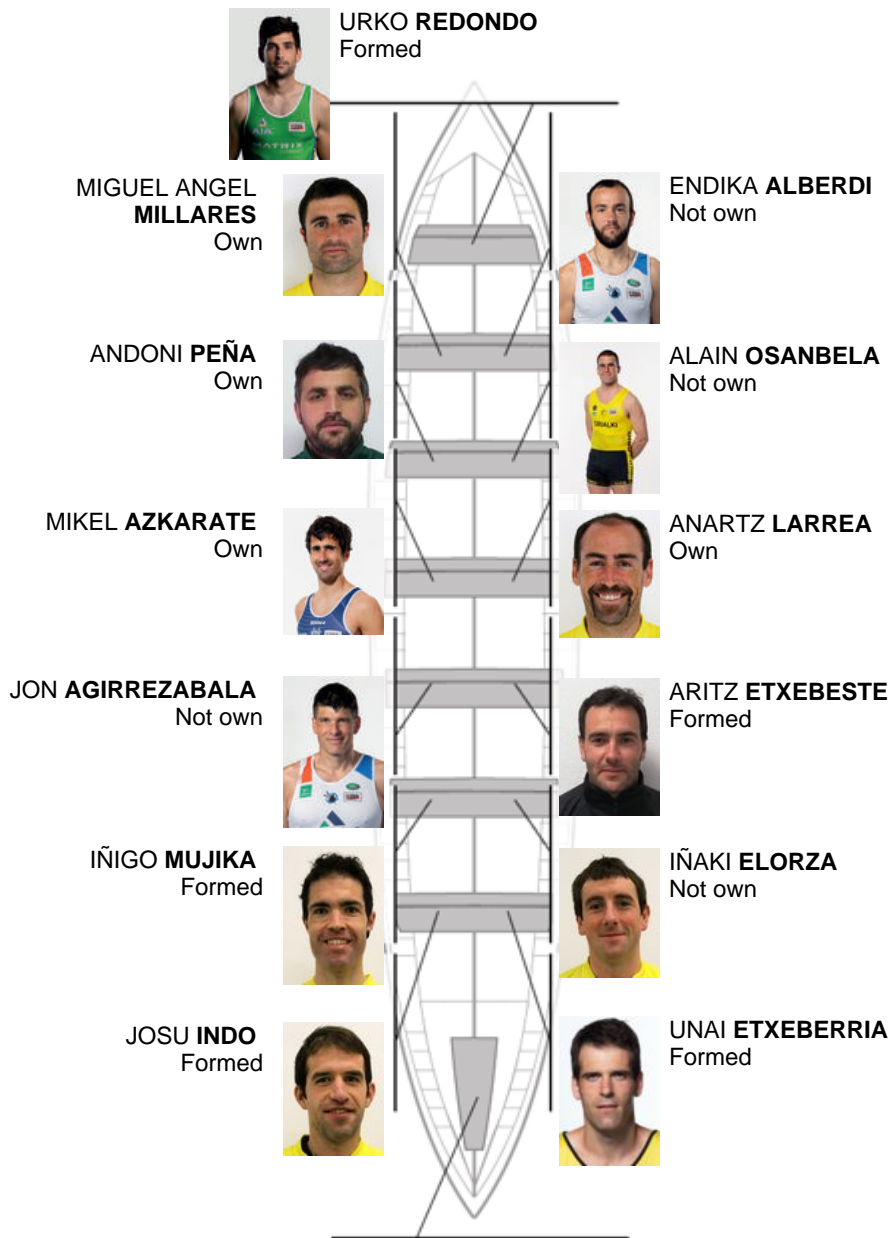 URKO REDONDO
Formed
MIGUEL ANGEL
MILLARES
Own
ENDIKA ALBERDI
Not own
ANDONI PEÑA
Own
ALAIN OSANBELA
Not own
MIKEL AZKARATE
Own
ANARTZ LARREA
Own
JON AGIRREZABALA
Not own
ARITZ ETXEBESTE
Formed
IÑIGO MUJIKA
Formed
IÑAKI ELORZA
Not own
JOSU INDO
Formed
UNAI ETXEBERRIA
Formed